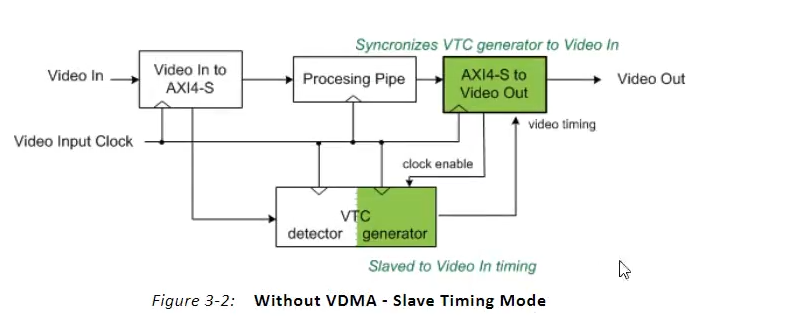 Syncronizes VTC generator to Video In
Video In
Video In to
AXI4-S
Procesing Pipe
AXI4-S to
Video Out
Video Out
video timing
Video Input Clock
clock enable
VTC
detector
generator
Slaved to Video In timing
Figure 3-2: Without VDMA - Slave Timing Mode